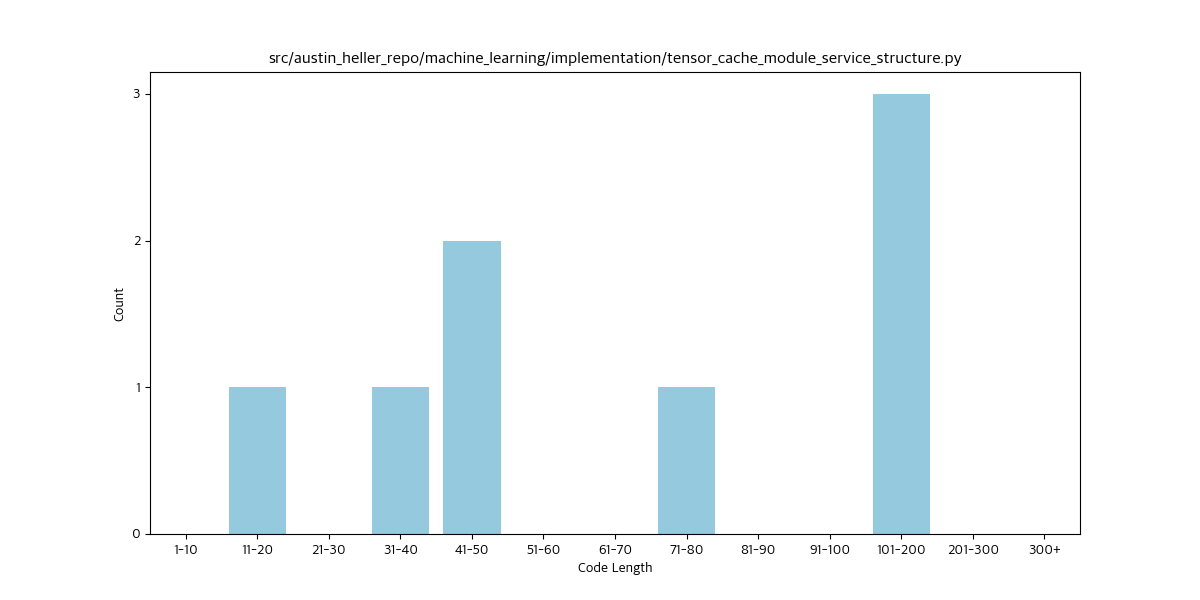 src/austin_heller_repo/machine_learning/implementation/tensor_cache_module_service_structure.py
3
2
1
0
Count
1-10 11-20 21-30 31-40 41-50 51-60 61-70 71-80 81-90 91-100 101-200 201-300 300+
Code Length